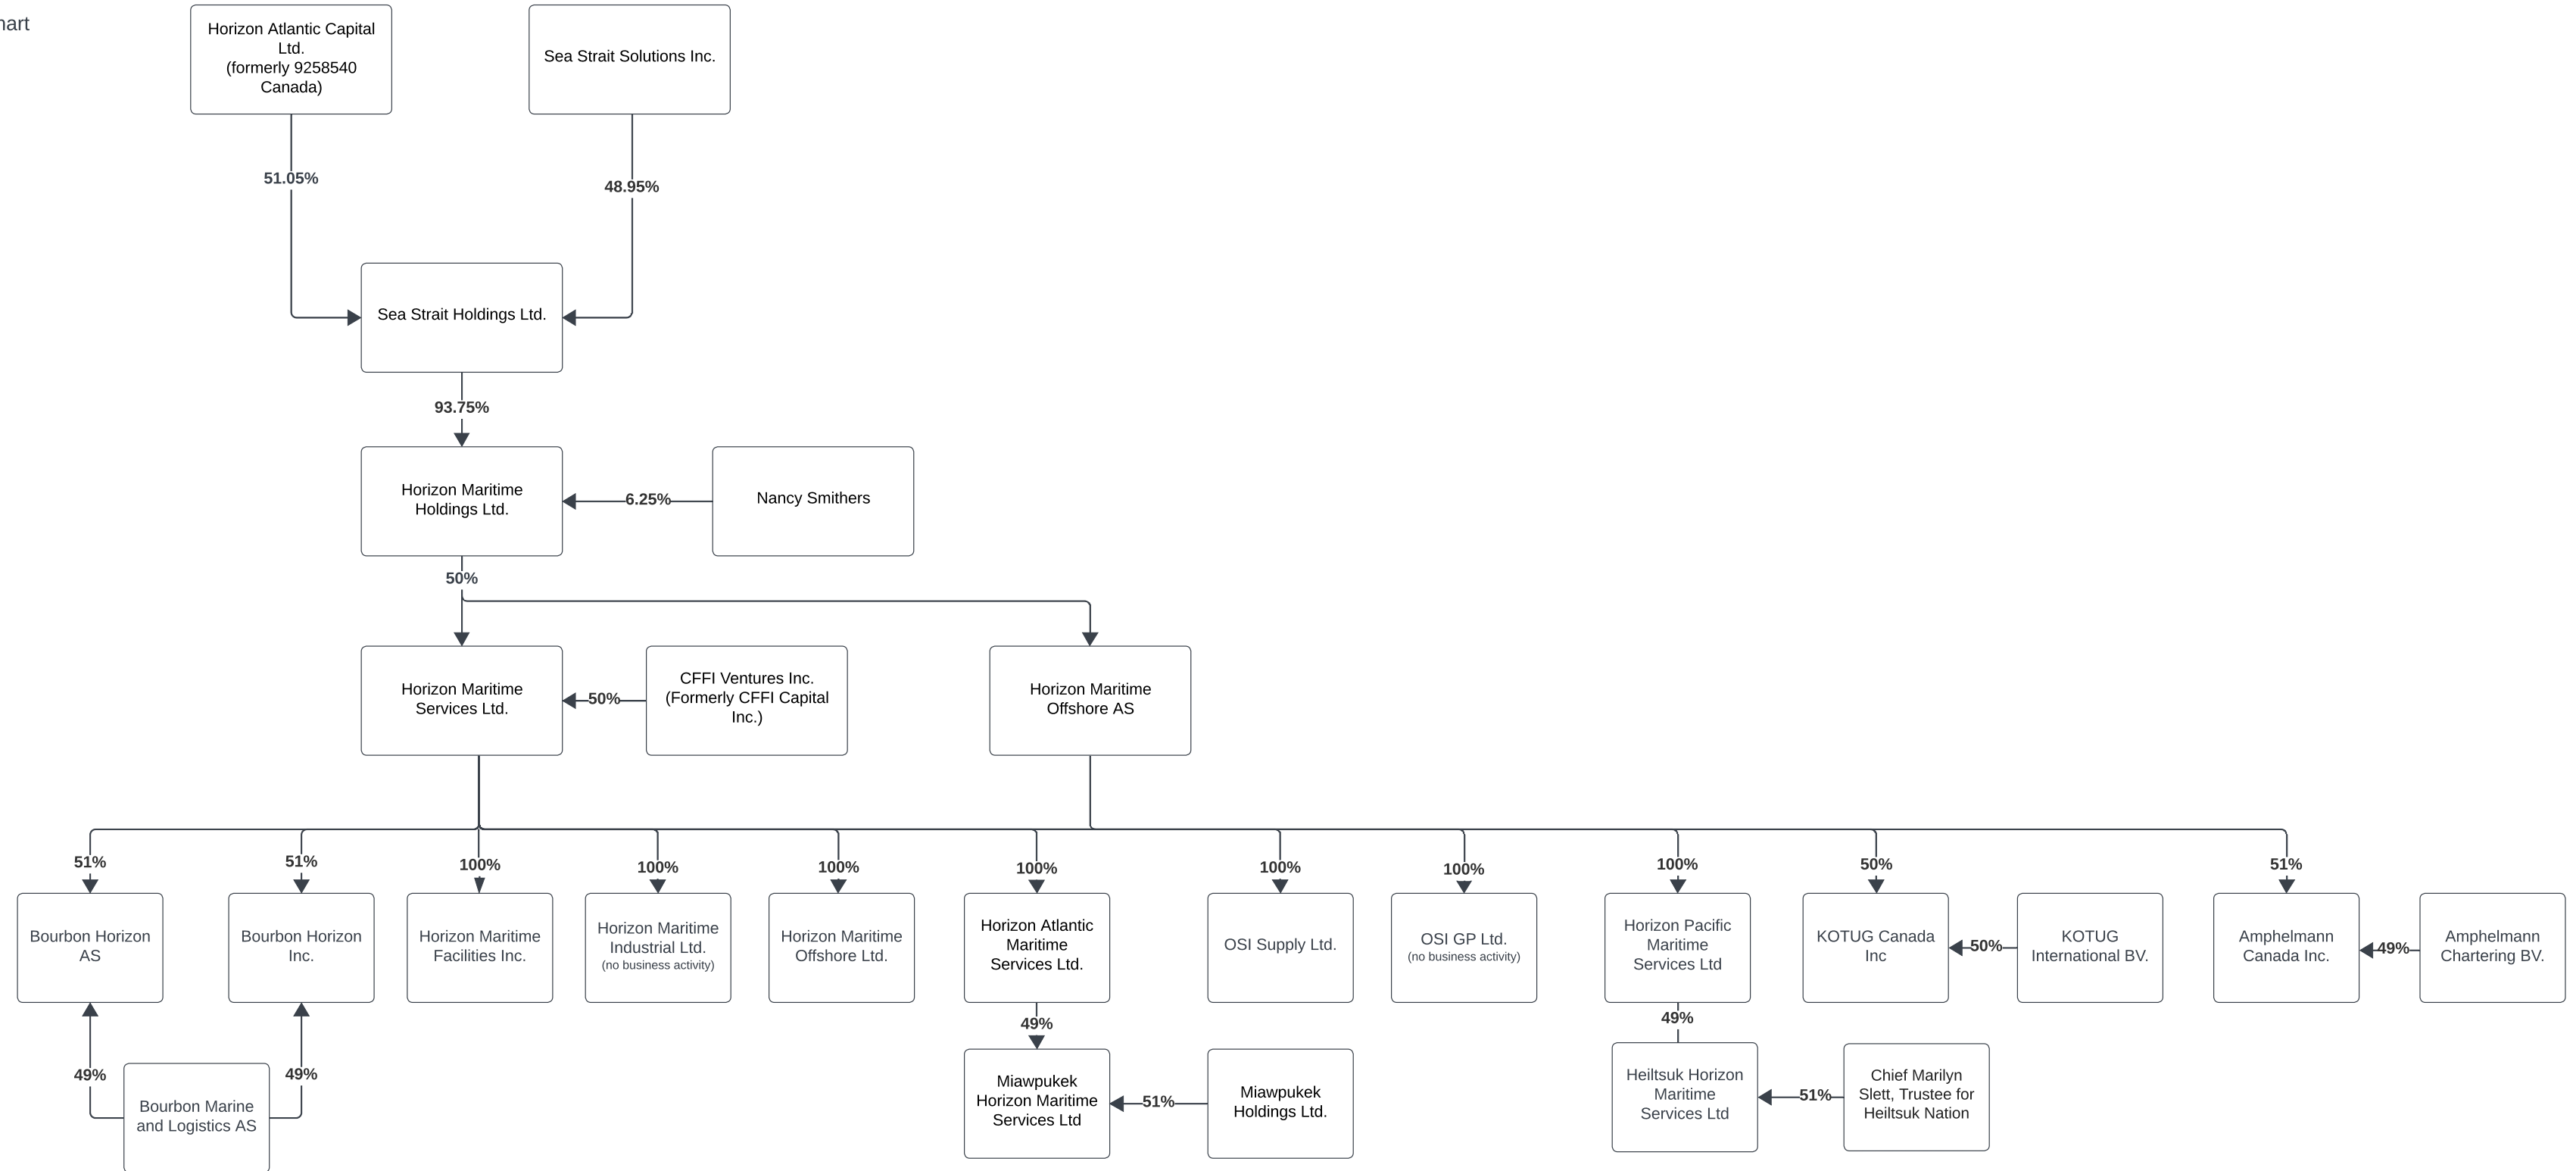 Horizon Atlantic Capital
Ltd.
(formerly 9258540
Canada)
Sea Strait Solutions Inc.
51.05%
48.95%
Sea Strait Holdings Ltd.
93.75%
Horizon Maritime
Holdings Ltd.
6.25%
Nancy Smithers
50%
Horizon Maritime
Services Ltd.
50%
CFFI Ventures Inc.
(Formerly CFFI Capital
Inc.)
Horizon Maritime
Offshore AS
51%
51%
100%
100%
100%
100%
100%
100%
100%
50%
51%
Bourbon Horizon
AS
Bourbon Horizon
Inc.
Horizon Maritime
Facilities Inc.
Horizon Maritime
Industrial Ltd.
(no business activity)
Horizon Maritime
Offshore Ltd.
Horizon Atlantic
Maritime
Services Ltd.
OSI Supply Ltd.
OSI GP Ltd.
(no business activity)
Horizon Pacific
Maritime
Services Ltd
KOTUG Canada
Inc
50%
KOTUG
International BV.
Amphelmann
Canada Inc.
49%
Amphelmann
Chartering BV.
49%
49%
Bourbon Marine
and Logistics AS
49%
Miawpukek
Horizon Maritime
Services Ltd
51%
Miawpukek
Holdings Ltd.
49%
Heiltsuk Horizon
Maritime
Services Ltd
51%
Chief Marilyn
Slett, Trustee for
Heiltsuk Nation